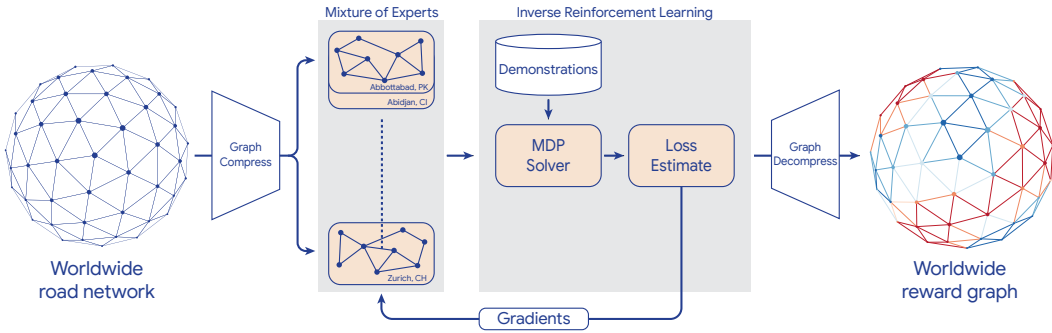 Mixture of Experts
Inverse Reinforcement Learning
Worldwide
road network
Graph
Compress
Abbottabad, PK
Abidjan, CI
Zurich, CH
Demonstrations
MDP
Solver
Loss
Estimate
Gradients
Graph
Decompress
Worldwide
reward graph